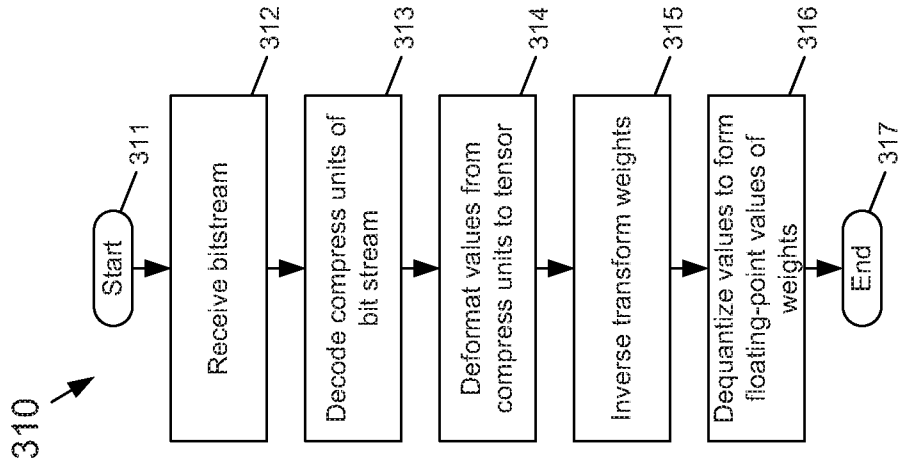 310
Start
311
Receive bitstream
312
Decode compress units of
bit stream
313
Deformat values from
compress units to tensor
314
Inverse transform weights
315
Dequantize values to form
floating-point values of
weights
316
End
317